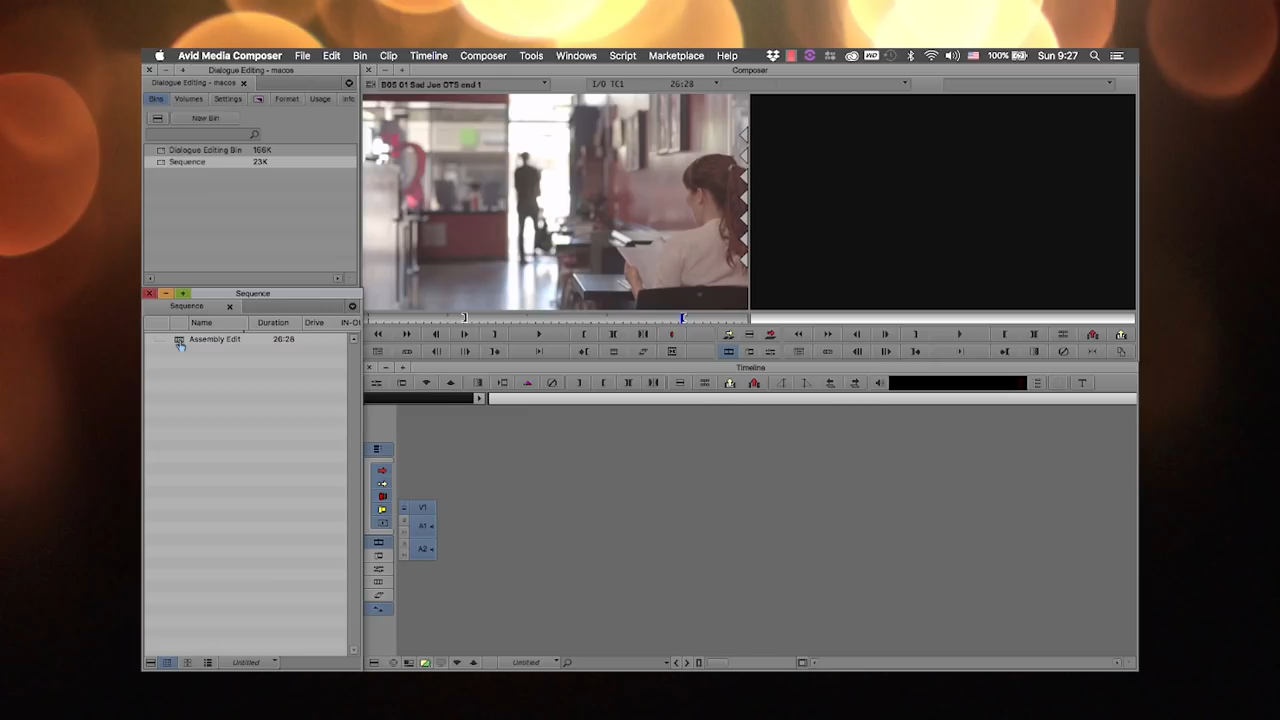 Avid Media Composer File Edit Bin Clip Timeline Composer Tools Windows Script Marketplace Help 100% Sun 9:27
Dialogue Editing - macos
Composer
Dialogue Editing - macos
B05 01 Sad Joe OTS end 1 I/O TC1 26:28
Bins Volumes Settings Format Usage Info
New Bin
Dialogue Editing Bin 166K
Sequence 23K
Sequence
Sequence
Name Duration Drive IN-OU
Assembly Edit 26:28
Timeline
T
V1
A1
A2
Untitled
Untitled